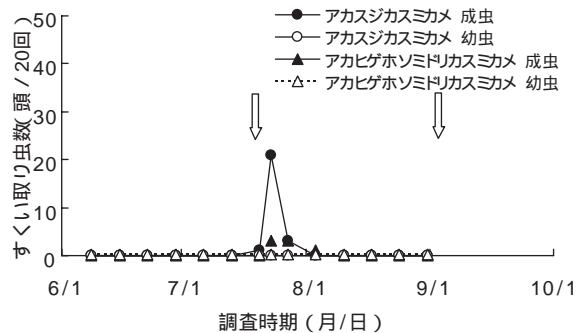 アカスジカスミカメ 成虫
アカスジカスミカメ 幼虫
アカヒゲホソミドリカスミカメ 成虫
アカヒゲホソミドリカスミカメ 幼虫
すくい取り虫数(頭/20回)
50
40
30
20
10
0
6/1 7/1 8/1 9/1 10/1
調査時期(月/日)